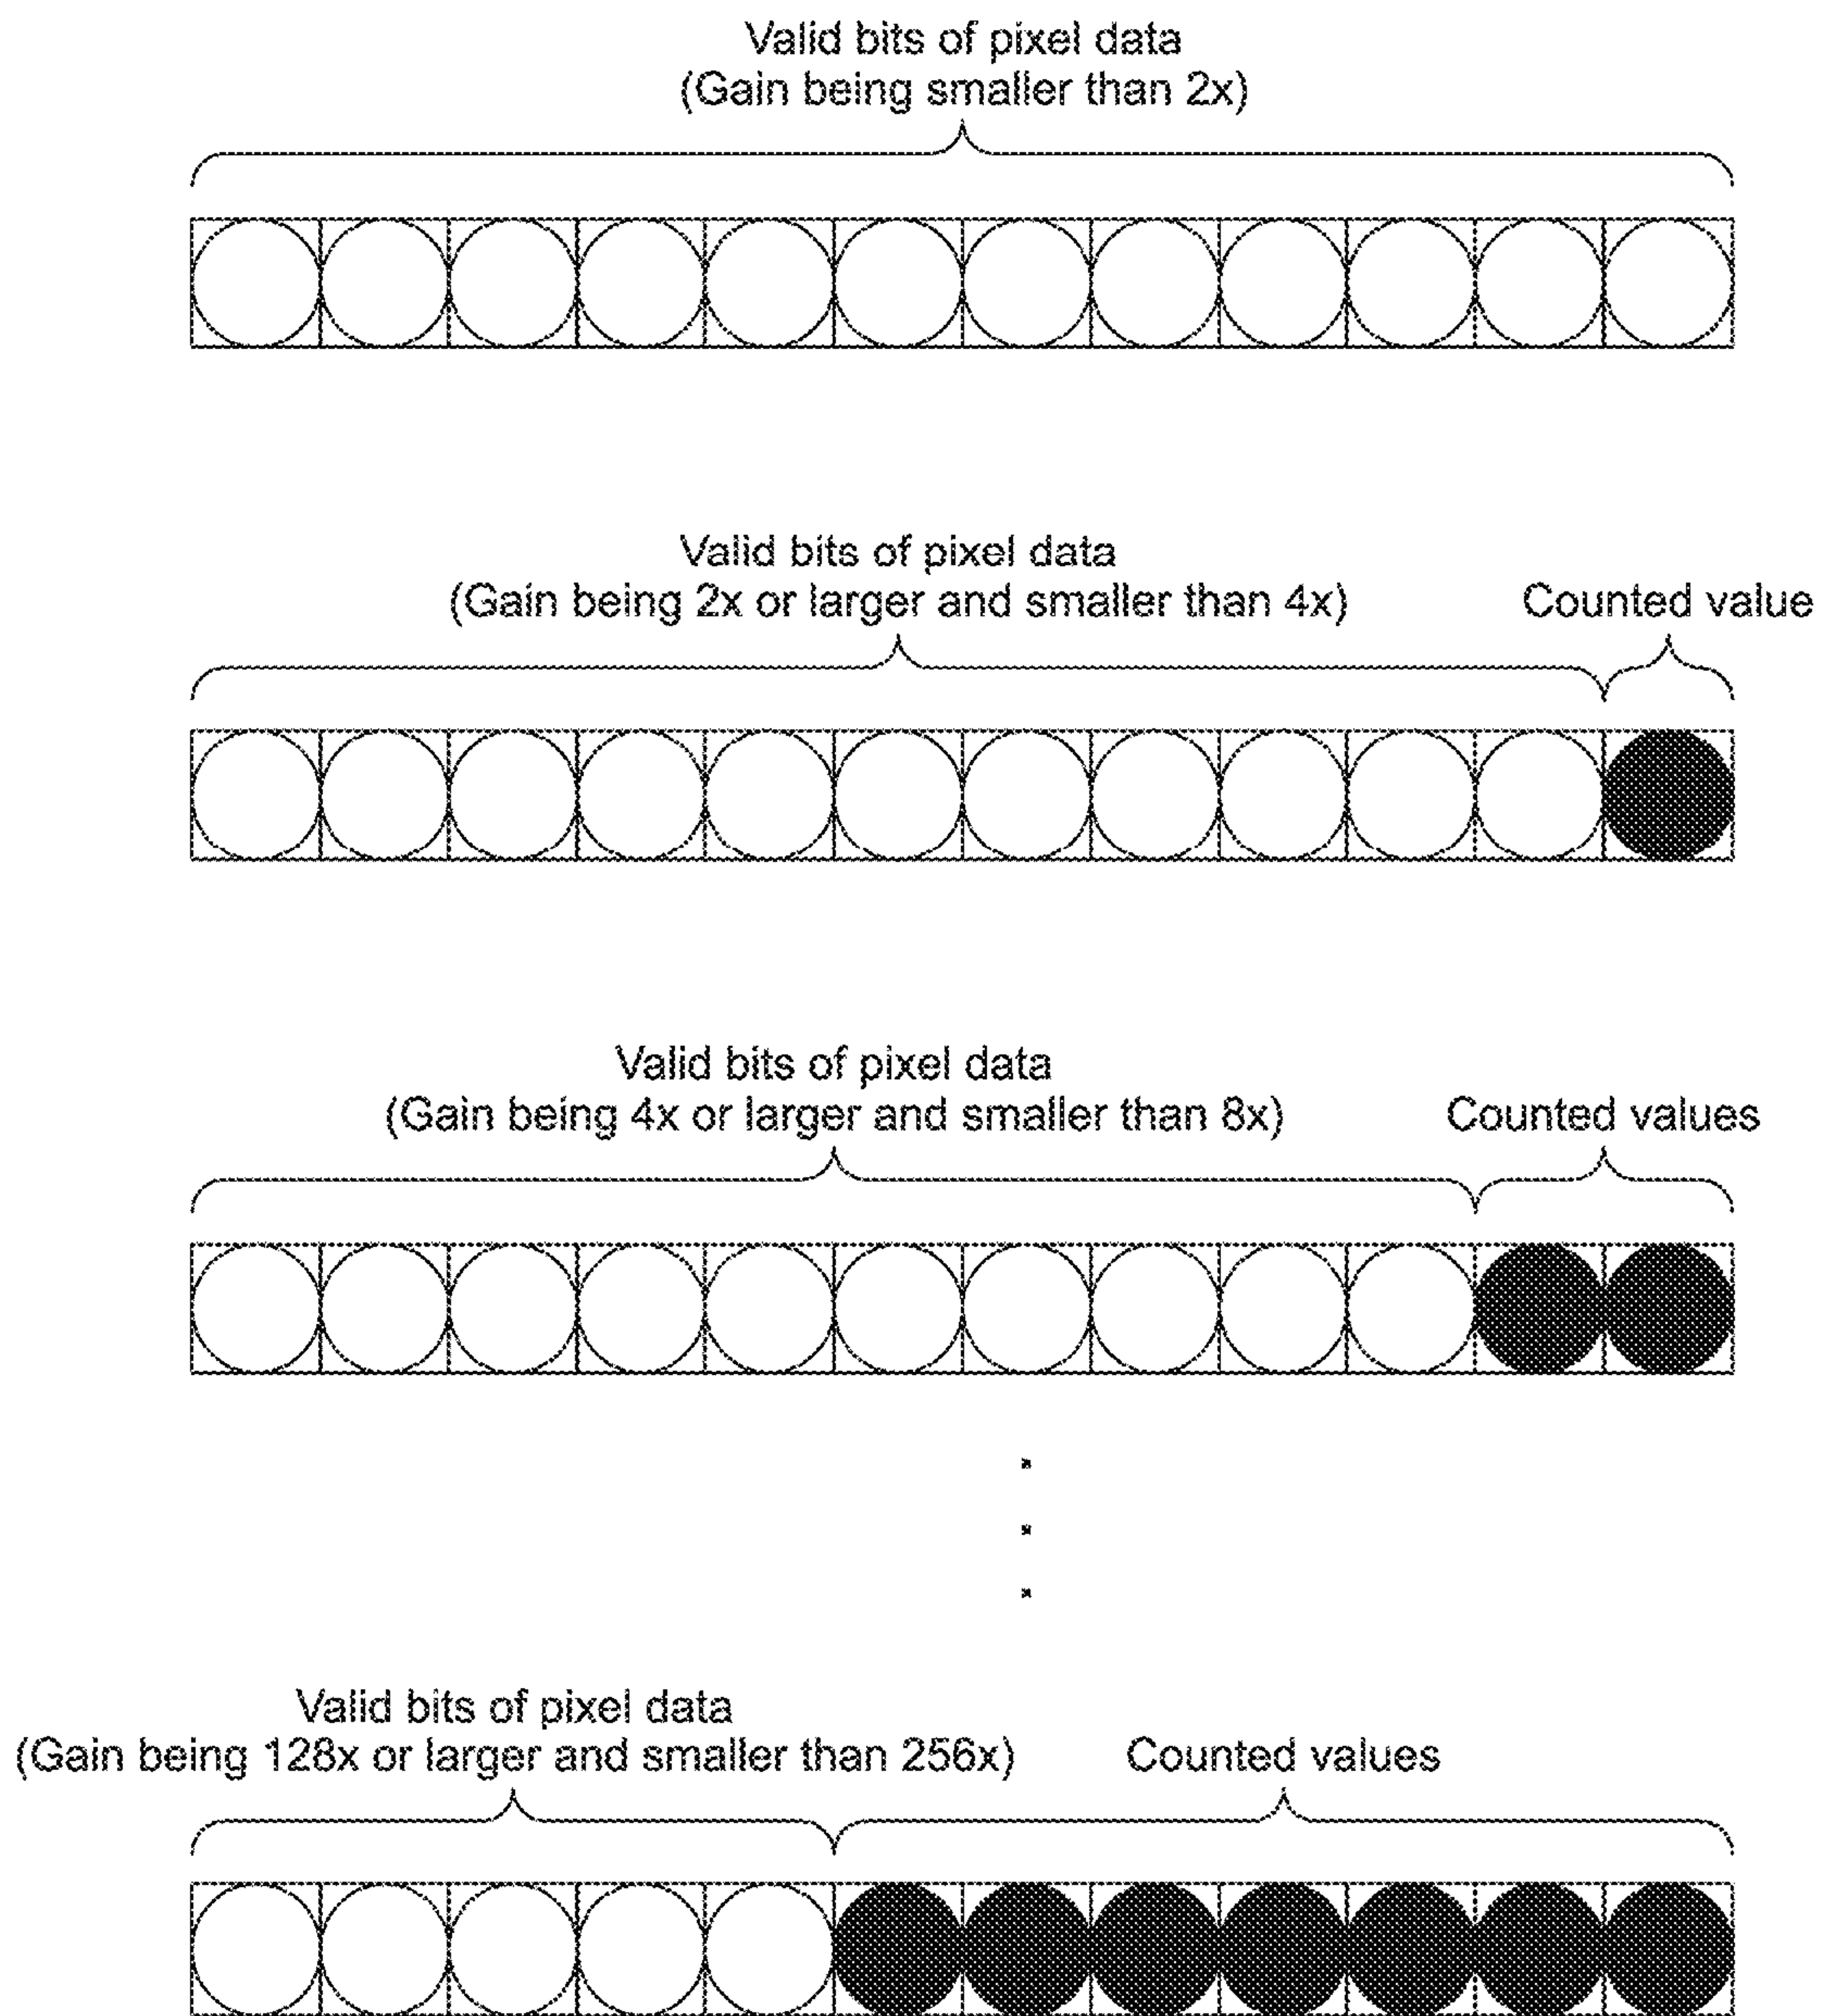 Valid bits of pixel data
(Gain being smaller than 2x)
Valid bits of pixel data
(Gain being 2x or larger and smaller than 4x)
Counted value
Valid bits of pixel data
(Gain being 4x or larger and smaller than 8x)
Counted values
Valid bits of pixel data
(Gain being 128x or larger and smaller than 256x)
Counted values